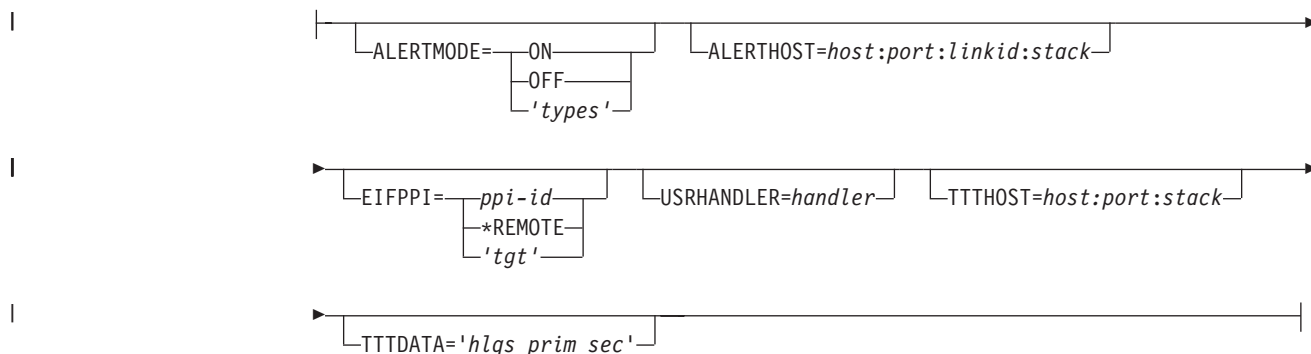 ALERTMODE= ON ALERTHOST=host:port:linkid:stack
OFF
'types'
EIFPPI= ppi-id USRHANDLER=handler TTTHOST=host:port:stack
*REMOTE
'tgt'
TTTDATA='hlqs prim sec'